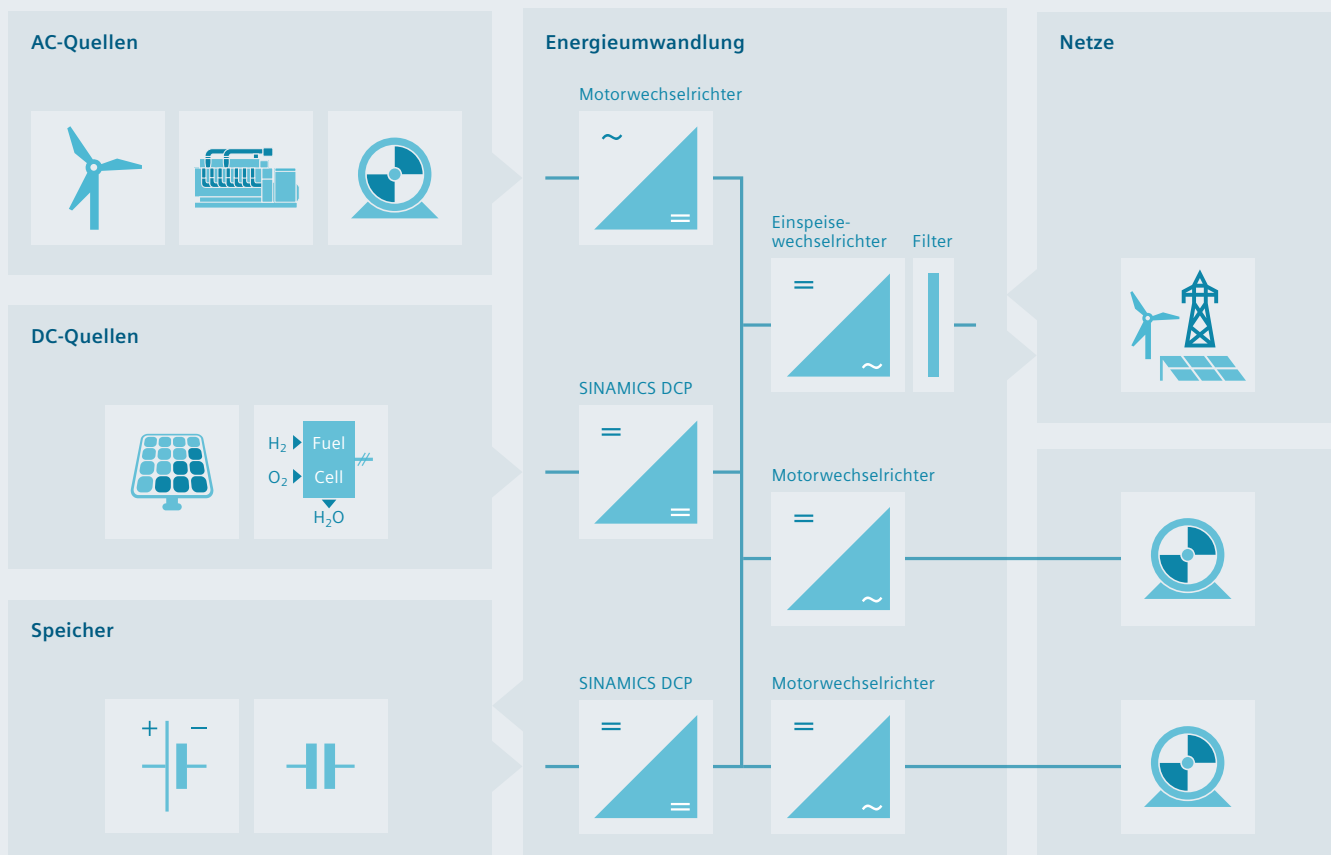 AC-Quellen
Energieumwandlung
Netze
Motorwechselrichter
~
=
Einspeise-
wechselrichter
Filter
=
~
DC-Quellen
SINAMICS DCP
=
=
H₂
Fuel
O₂
Cell
H₂O
Motorwechselrichter
=
~
Speicher
+ −
SINAMICS DCP
=
=
Motorwechselrichter
=
~